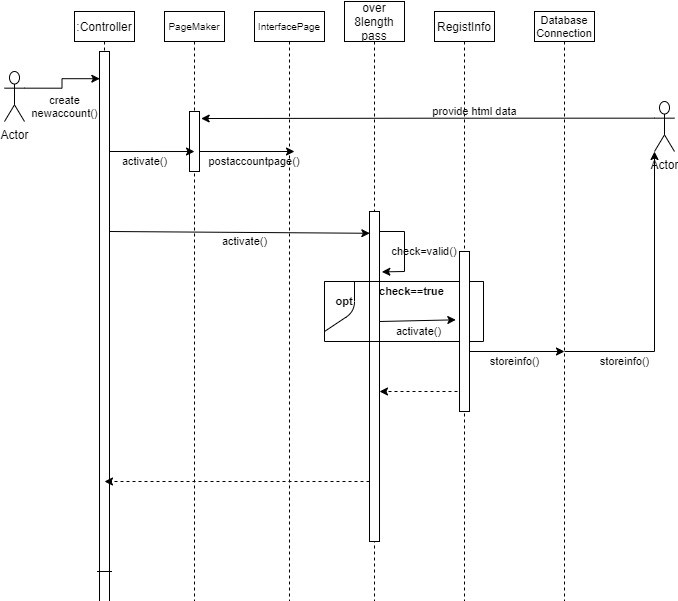 :Controller
PageMaker
InterfacePage
over
8length
pass
RegistInfo
Database
Connection
create
newaccount()
Actor
provide html data
activate()
postaccountpage()
Actor
activate()
check=valid()
check==true
opt
activate()
storeinfo()
storeinfo()